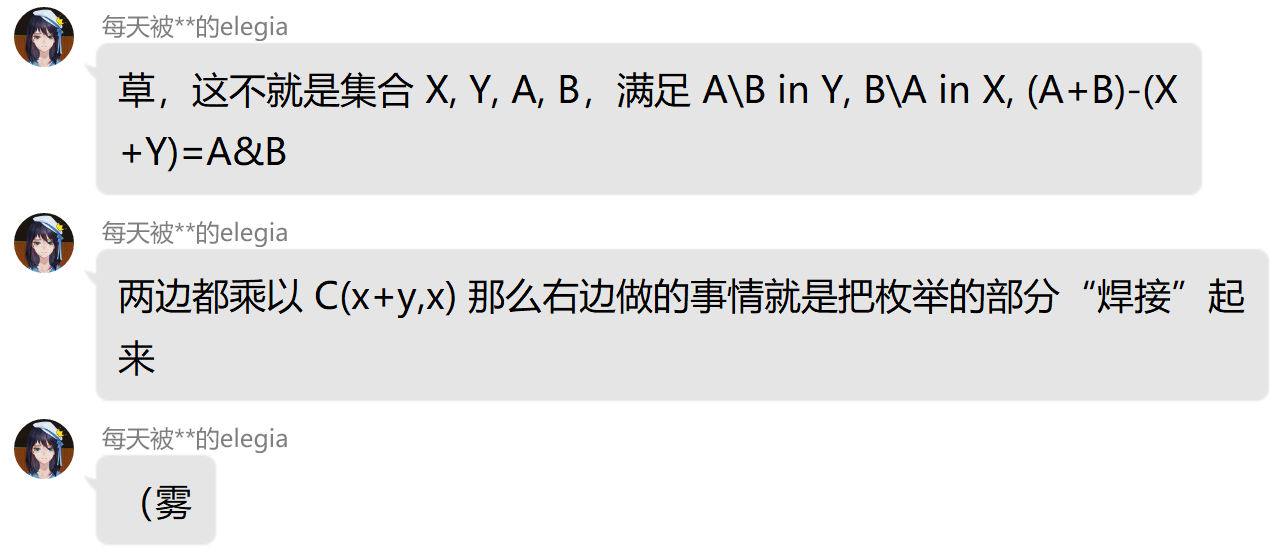 每天被**的elegia
草，这不就是集合 X, Y, A, B，满足 A\B in Y, B\A in X, (A+B)-(X
+Y)=A&B
每天被**的elegia
两边都乘以 C(x+y,x) 那么右边做的事情就是把枚举的部分“焊接”起
来
每天被**的elegia
（雾